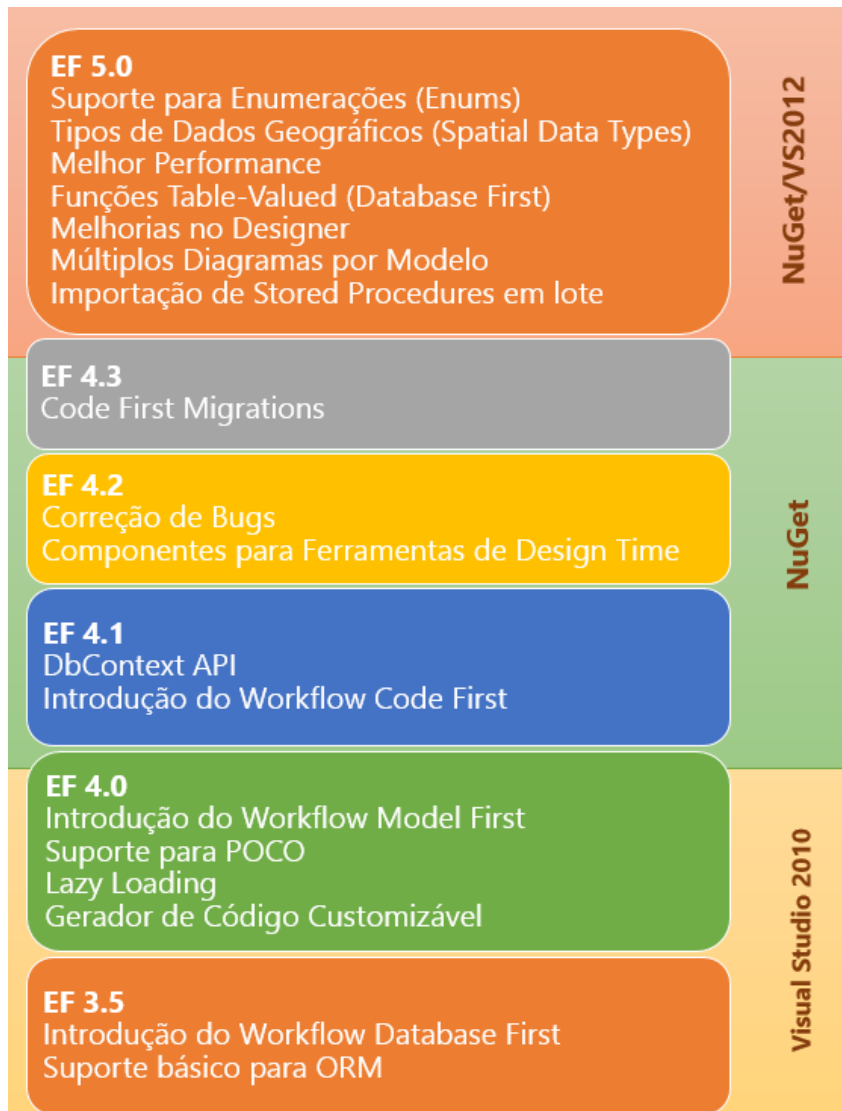 EF 5.0
Suporte para Enumerações (Enums)
Tipos de Dados Geográficos (Spatial Data Types)
Melhor Performance
Funções Table-Valued (Database First)
Melhorias no Designer
Múltiplos Diagramas por Modelo
Importação de Stored Procedures em lote
NuGet/VS2012
EF 4.3
Code First Migrations
EF 4.2
Correção de Bugs
Componentes para Ferramentas de Design Time
EF 4.1
DbContext API
Introdução do Workflow Code First
NuGet
EF 4.0
Introdução do Workflow Model First
Suporte para POCO
Lazy Loading
Gerador de Código Customizável
EF 3.5
Introdução do Workflow Database First
Suporte básico para ORM
Visual Studio 2010